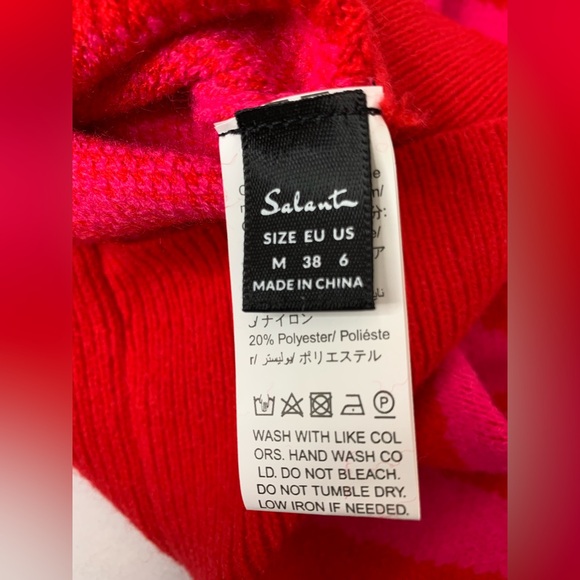 Salant
SIZE EU US
M 38 6
MADE IN CHINA
ナイロン
20% Polyester/ Poliéste
r/ بوليستر/ ポリエステル
WASH WITH LIKE COL
ORS. HAND WASH CO
LD. DO NOT BLEACH.
DO NOT TUMBLE DRY.
LOW IRON IF NEEDED.